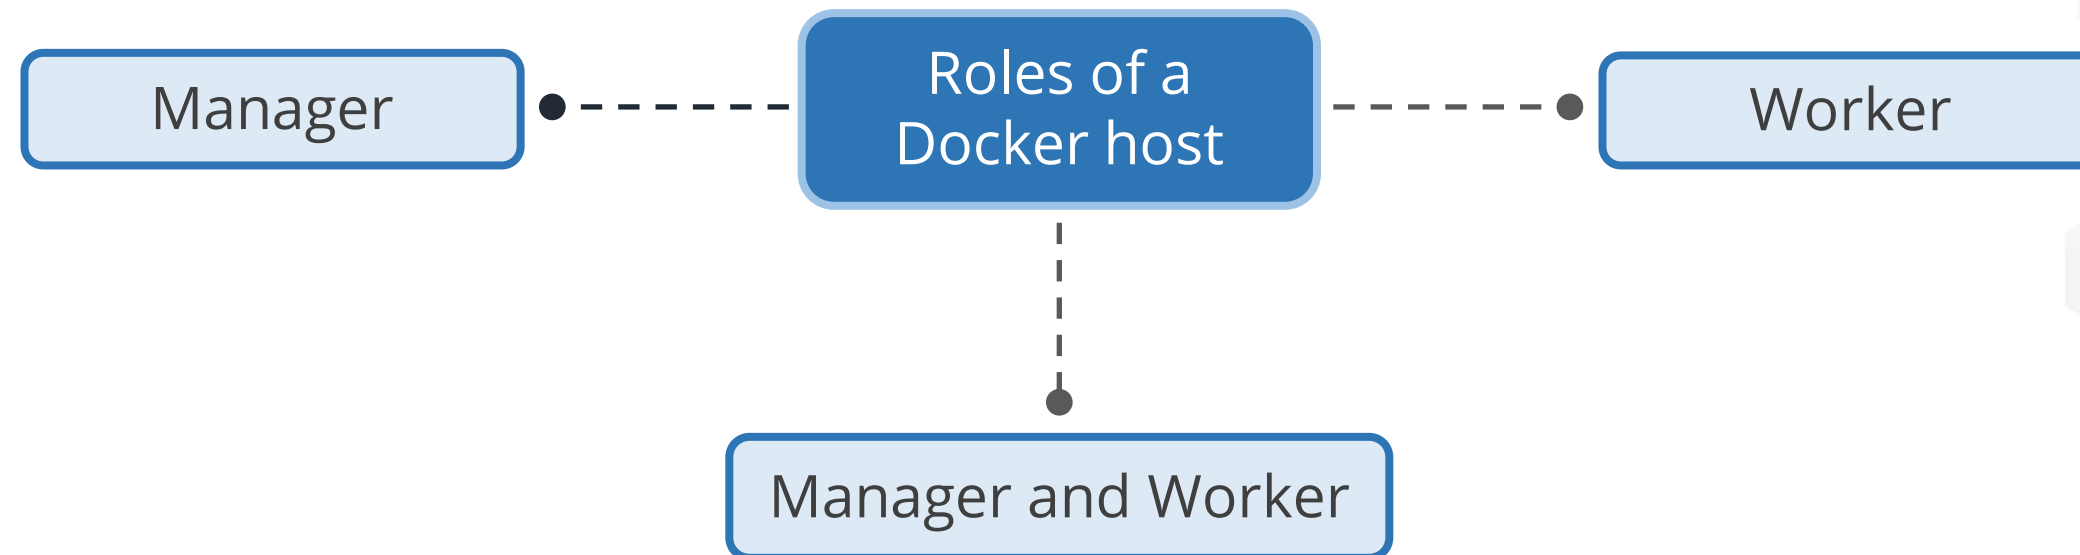 Roles of a
Docker host
Manager
Worker
Manager and Worker